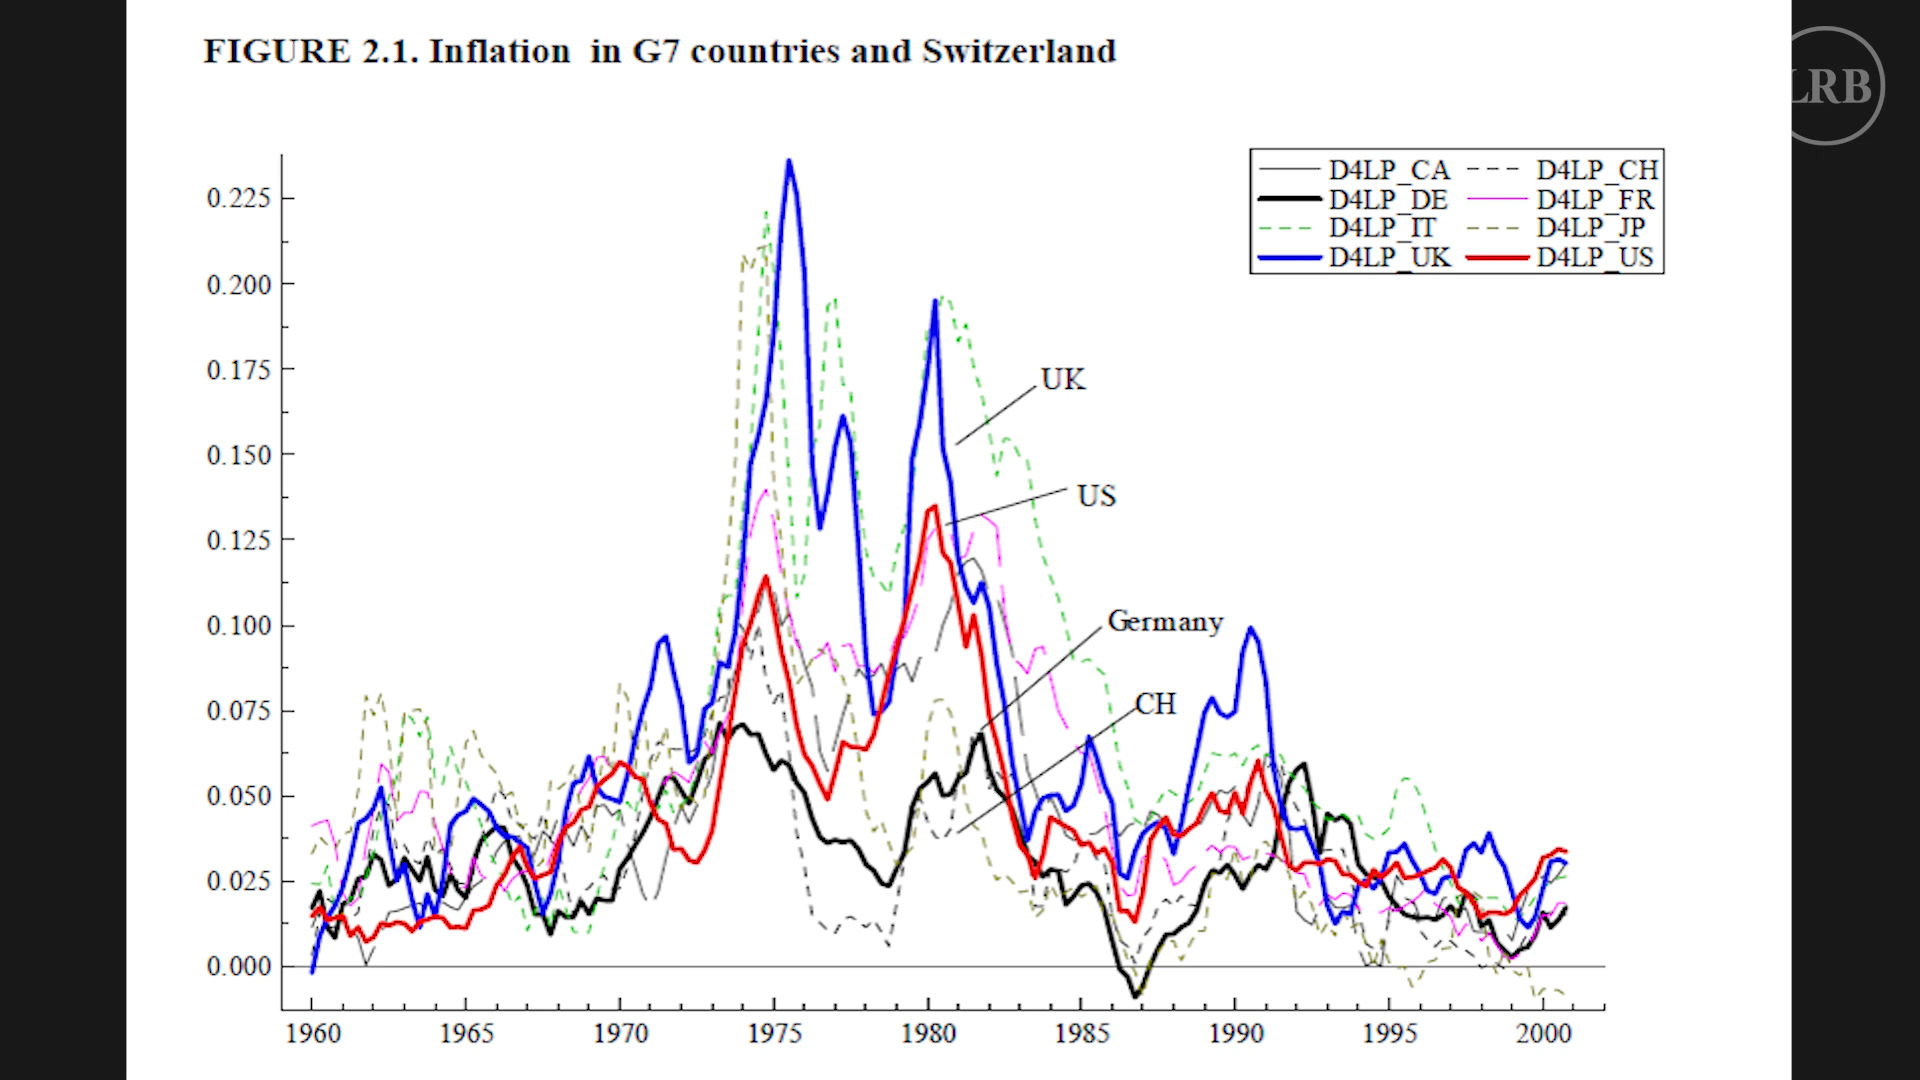 FIGURE 2.1. Inflation in G7 countries and Switzerland
LRB
D4LP_CA D4LP_CH
D4LP_DE D4LP_FR
D4LP_IT D4LP_JP
D4LP_UK D4LP_US
0.225
0.200
0.175
0.150
0.125
0.100
0.075
0.050
0.025
0.000
UK
US
Germany
CH
1960 1965 1970 1975 1980 1985 1990 1995 2000